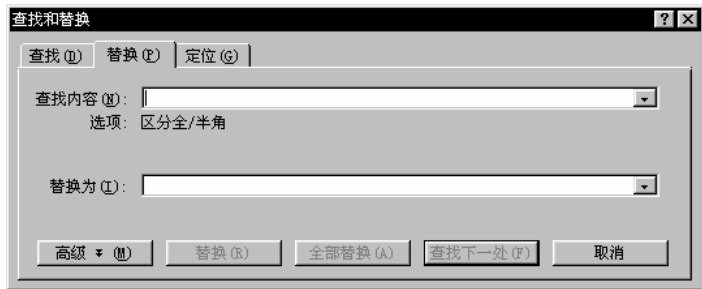 查找和替换
查找(D) 替换(P) 定位(G)
查找内容(N):
选项: 区分全/半角
替换为(I):
高级 ⯆ (M) 替换(R) 全部替换(A) 查找下一处(F) 取消